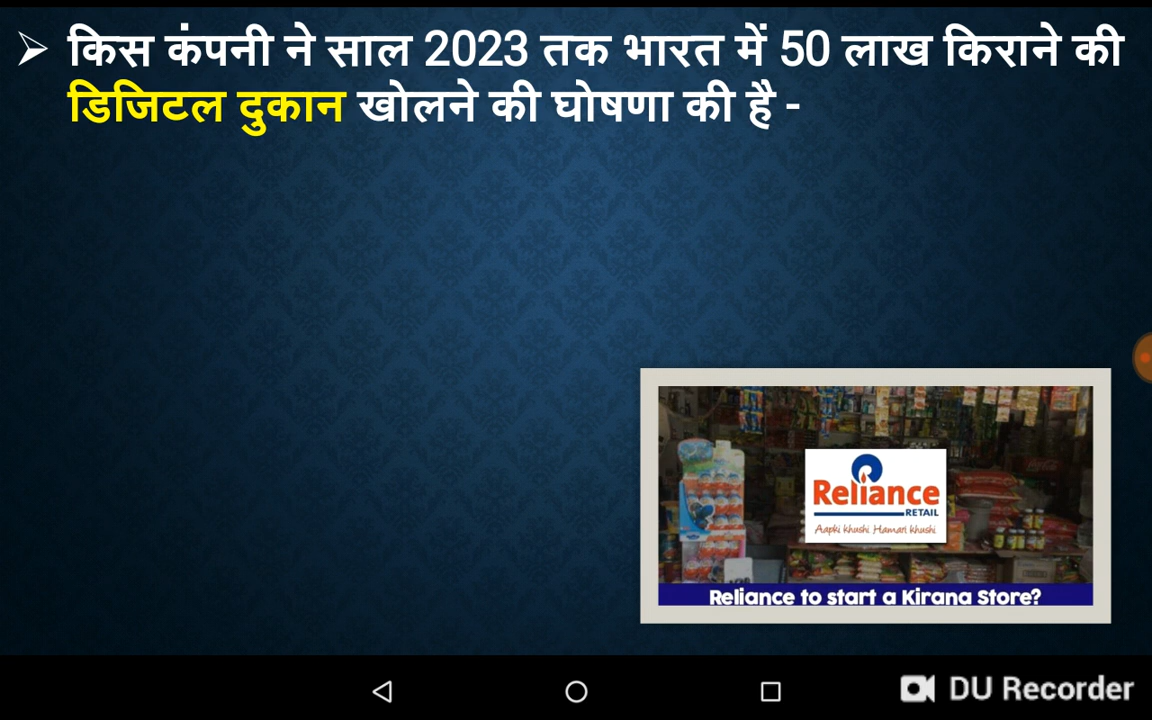 ➢ किस कंपनी ने साल 2023 तक भारत में 50 लाख किराने की
डिजिटल दुकान खोलने की घोषणा की है -
Reliance
RETAIL
Aapki khushi Hamari khushi
Reliance to start a Kirana Store?
DU Recorder